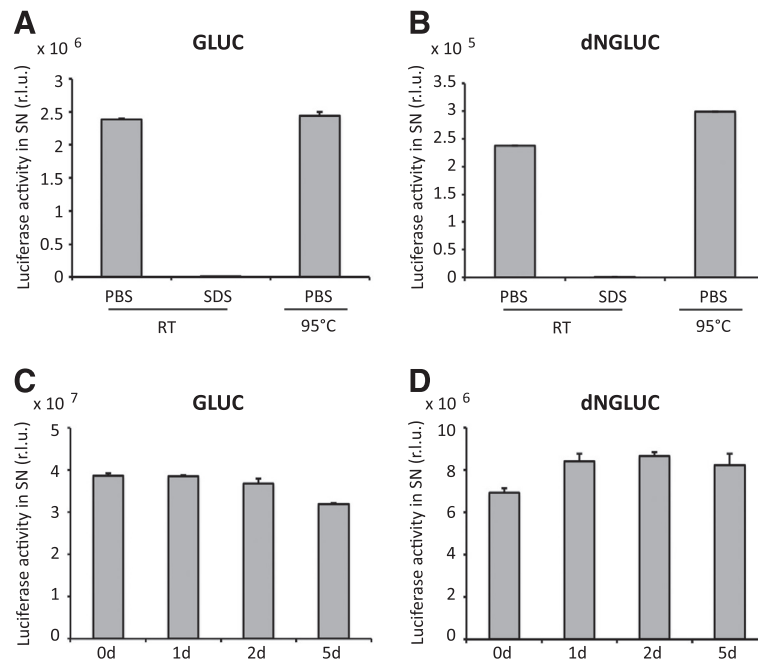 A
x 10 6
GLUC
Luciferase activity in SN (r.l.u.)
3
2.5
2
1.5
1
0.5
0
PBS SDS PBS
RT 95°C
B
x 10 5
dNGLUC
Luciferase activity in SN (r.l.u.)
3.5
3
2.5
2
1.5
1
0.5
0
PBS SDS PBS
RT 95°C
C
x 10 7
GLUC
Luciferase activity in SN (r.l.u.)
5
4
3
2
1
0
0d 1d 2d 5d
D
x 10 6
dNGLUC
Luciferase activity in SN (r.l.u.)
10
8
6
4
2
0
0d 1d 2d 5d